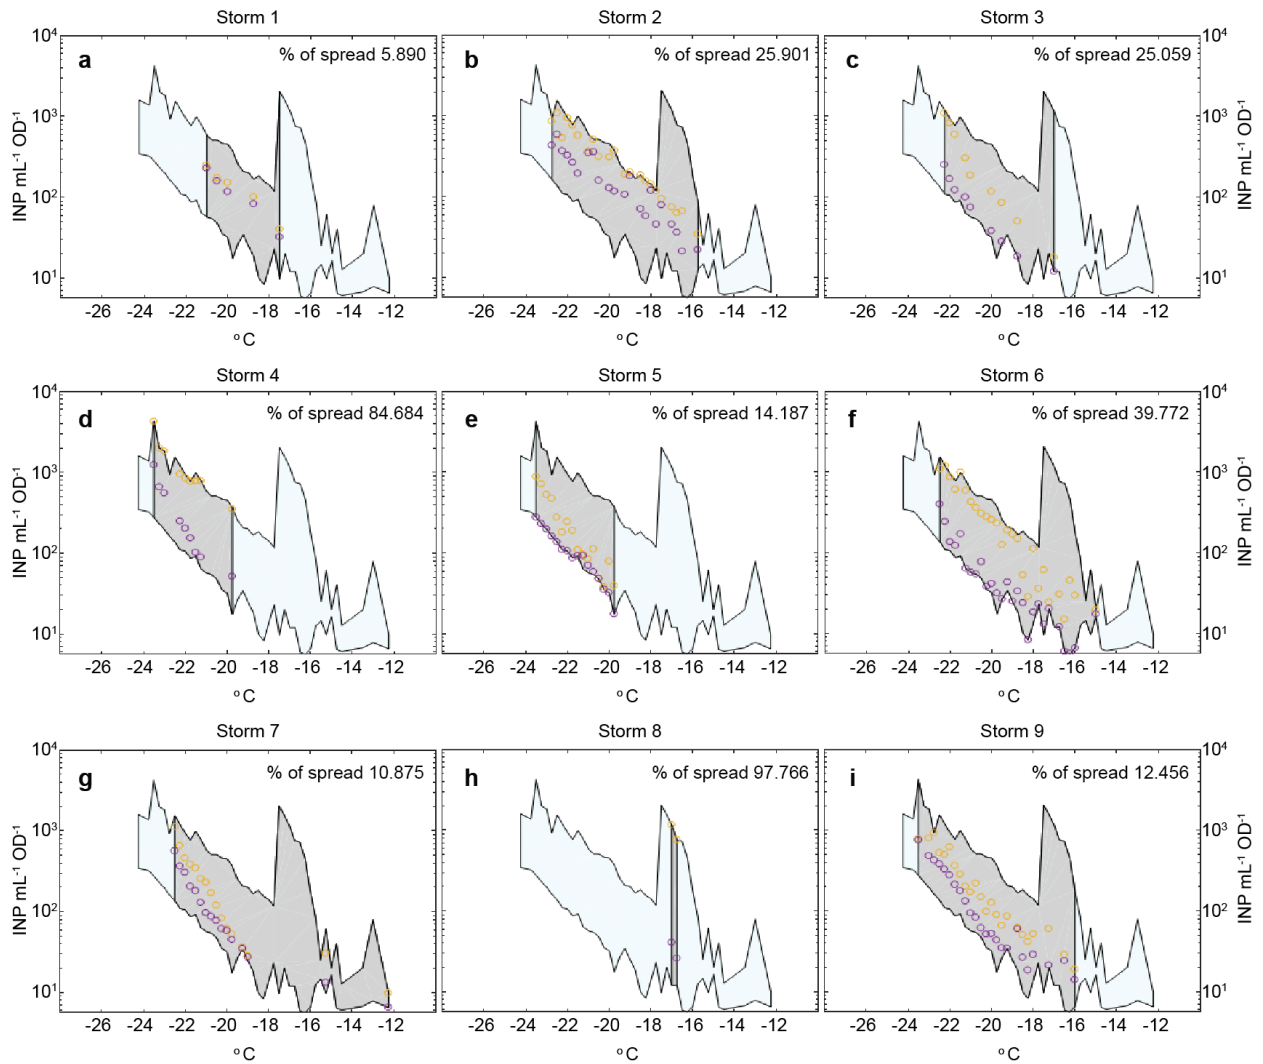 Storm 1 Storm 2 Storm 3
10⁴ 10⁴
a % of spread 5.890 b % of spread 25.901 c % of spread 25.059
10³ 10³
INP mL⁻¹ OD⁻¹ INP mL⁻¹ OD⁻¹
10² 10²
10¹ 10¹
-26 -24 -22 -20 -18 -16 -14 -12 -26 -24 -22 -20 -18 -16 -14 -12 -26 -24 -22 -20 -18 -16 -14 -12
°C °C °C
Storm 4 Storm 5 Storm 6
10⁴ 10⁴
d % of spread 84.684 e % of spread 14.187 f % of spread 39.772
10³ 10³
INP mL⁻¹ OD⁻¹ INP mL⁻¹ OD⁻¹
10² 10²
10¹ 10¹
-26 -24 -22 -20 -18 -16 -14 -12 -26 -24 -22 -20 -18 -16 -14 -12 -26 -24 -22 -20 -18 -16 -14 -12
°C °C °C
Storm 7 Storm 8 Storm 9
10⁴ 10⁴
g % of spread 10.875 h % of spread 97.766 i % of spread 12.456
10³ 10³
INP mL⁻¹ OD⁻¹ INP mL⁻¹ OD⁻¹
10² 10²
10¹ 10¹
-26 -24 -22 -20 -18 -16 -14 -12 -26 -24 -22 -20 -18 -16 -14 -12 -26 -24 -22 -20 -18 -16 -14 -12
°C °C °C